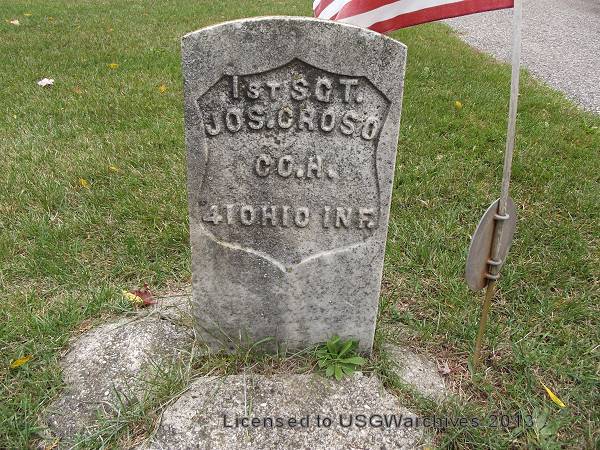 1ST SGT.
JOS. CROSO
CO. H.
41 OHIO INF.
Licensed to USGWarchives 2013